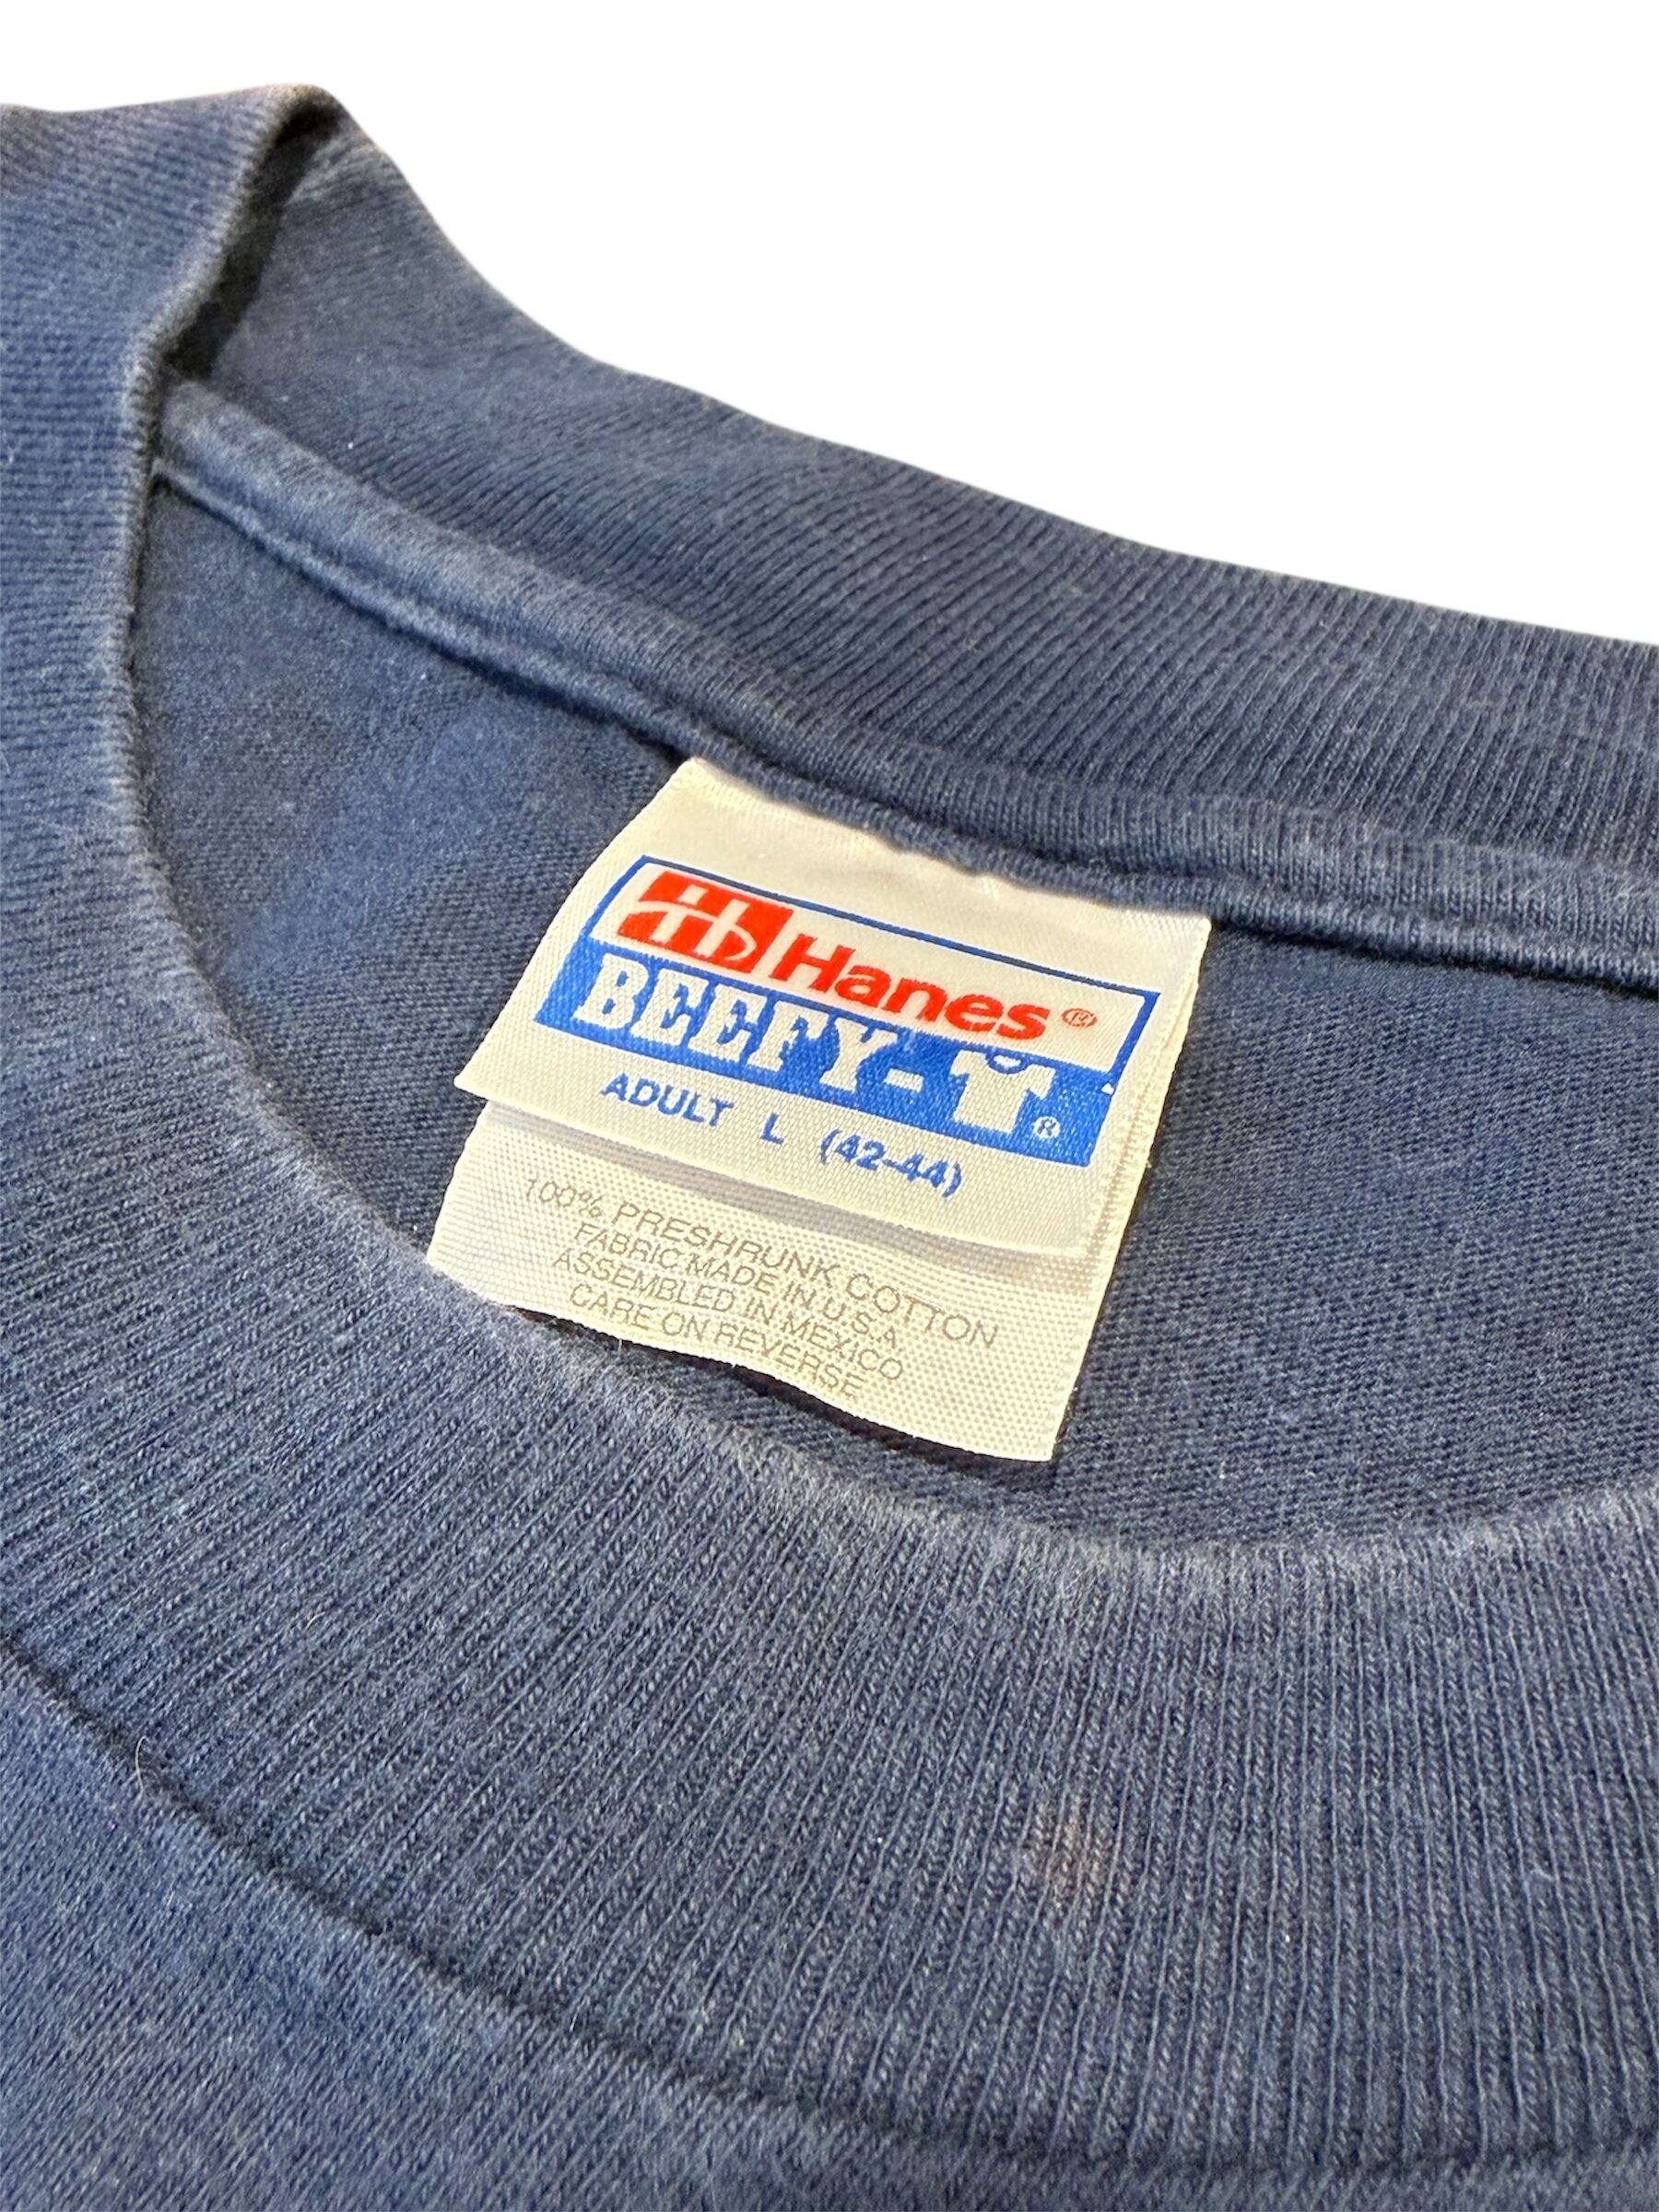 Hanes®
BEEFY-T®
ADULT L (42-44)
100% PRESHRUNK COTTON
FABRIC MADE IN U.S.A
ASSEMBLED IN MEXICO
CARE ON REVERSE